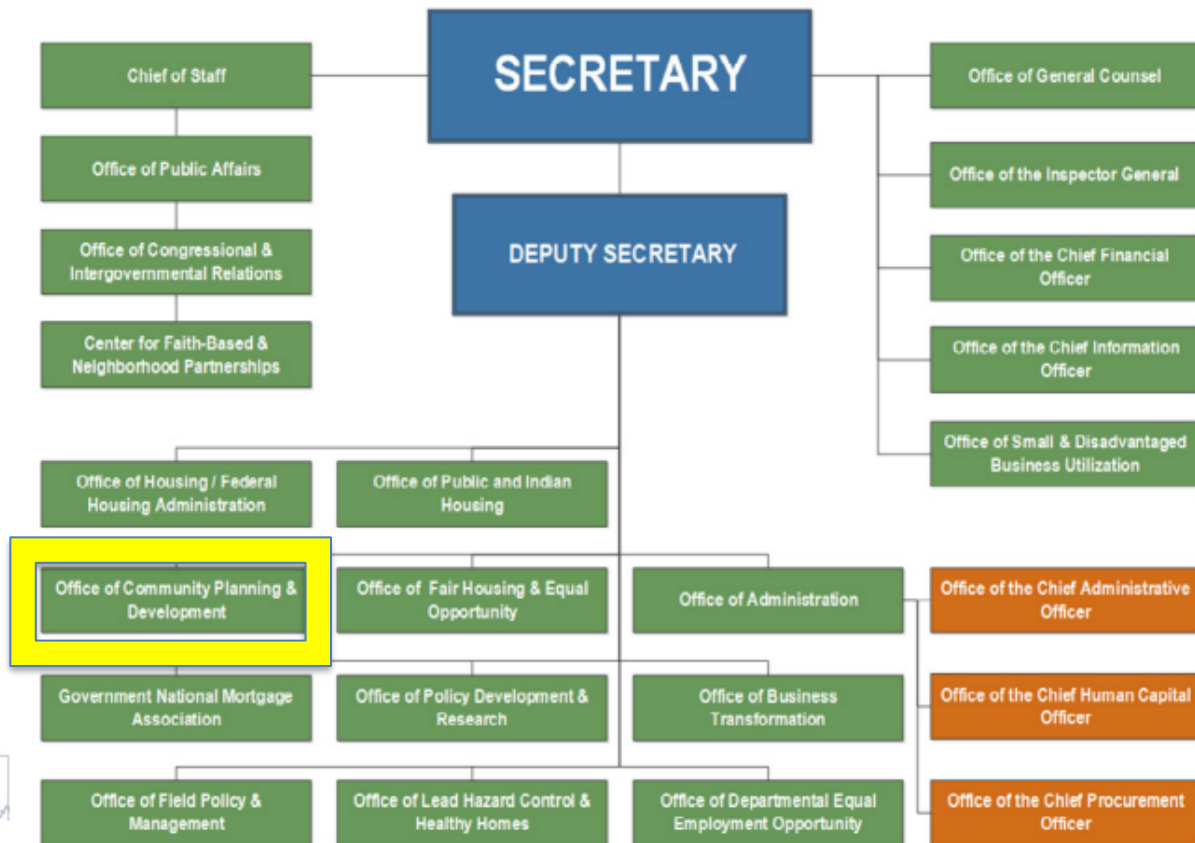 SECRETARY
Chief of Staff
Office of General Counsel
Office of Public Affairs
Office of the Inspector General
DEPUTY SECRETARY
Office of Congressional &
Intergovernmental Relations
Office of the Chief Financial
Officer
Center for Faith-Based &
Neighborhood Partnerships
Office of the Chief Information
Officer
Office of Small & Disadvantaged
Business Utilization
Office of Housing / Federal
Housing Administration
Office of Public and Indian
Housing
Office of Community Planning &
Development
Office of Fair Housing & Equal
Opportunity
Office of Administration
Office of the Chief Administrative
Officer
Government National Mortgage
Association
Office of Policy Development &
Research
Office of Business
Transformation
Office of the Chief Human Capital
Officer
Office of Field Policy &
Management
Office of Lead Hazard Control &
Healthy Homes
Office of Departmental Equal
Employment Opportunity
Office of the Chief Procurement
Officer